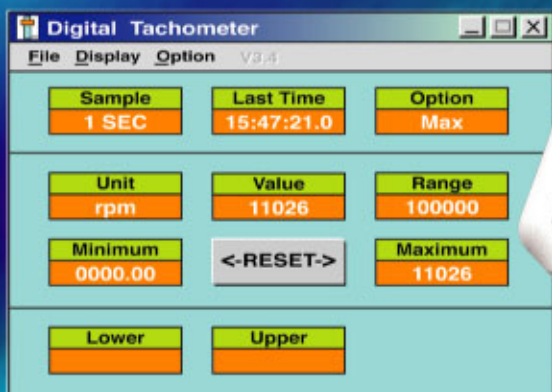 Digital Tachometer
File Display Option V3.4
Sample Last Time Option
1 SEC 15:47:21.0 Max
Unit Value Range
rpm 11026 100000
Minimum <-RESET-> Maximum
0000.00 11026
Lower Upper